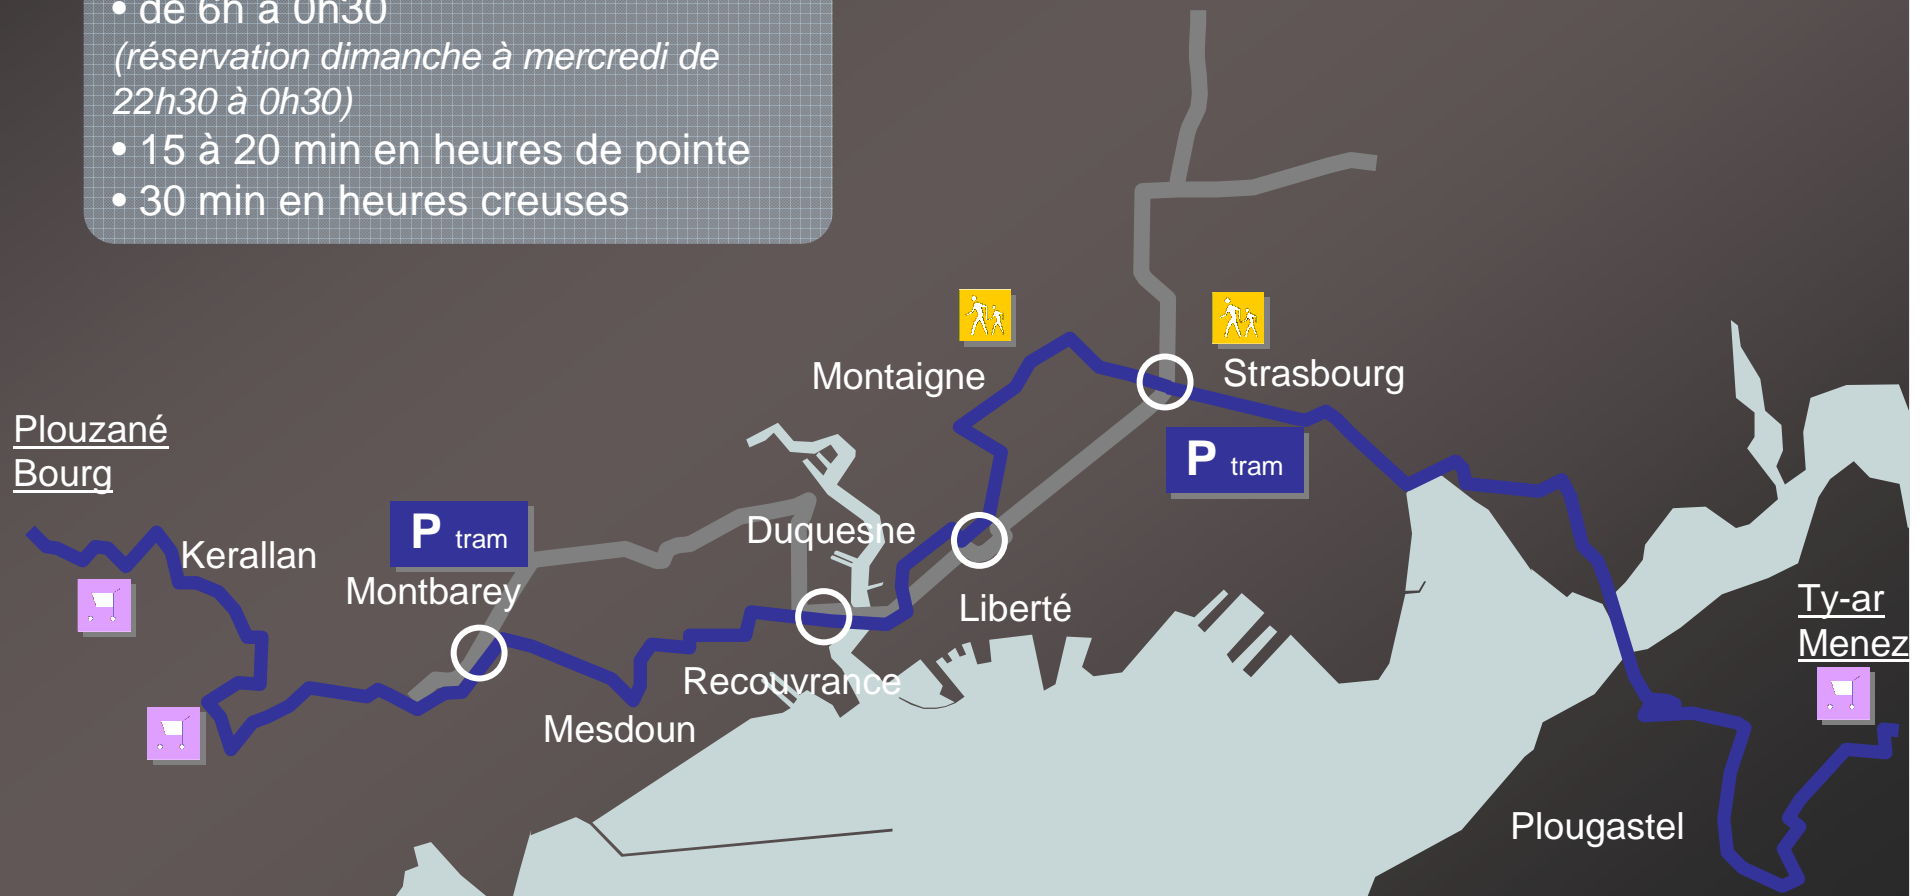 • de 6h à 0h30
(réservation dimanche à mercredi de
22h30 à 0h30)
• 15 à 20 min en heures de pointe
• 30 min en heures creuses
Montaigne
Strasbourg
Plouzané
Bourg
P tram
P tram
Duquesne
Kerallan
Montbarey
Liberté
Ty-ar
Menez
Recouvrance
Mesdoun
Plougastel